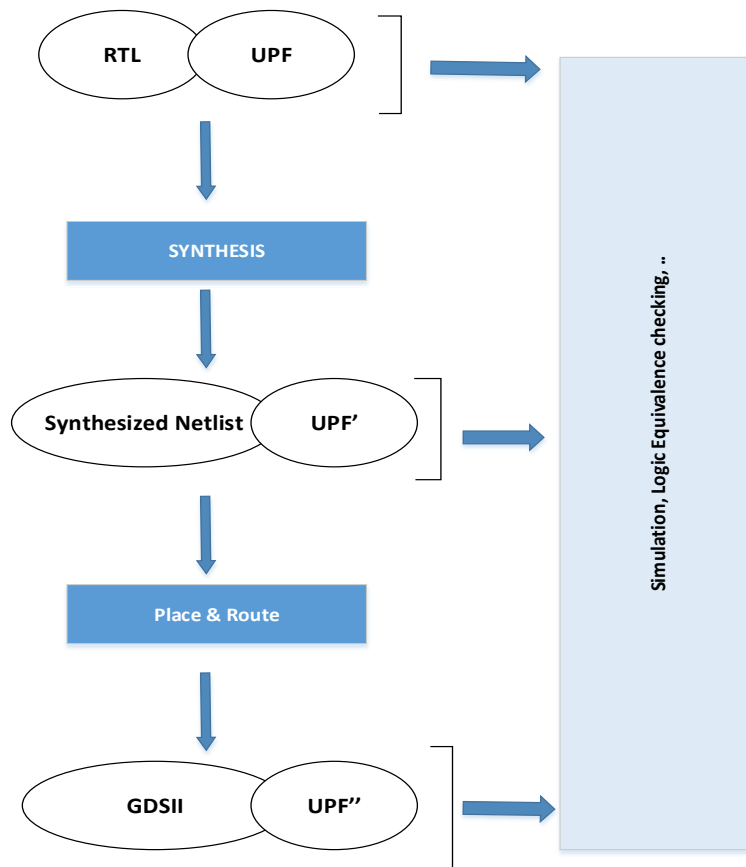 RTL
UPF
SYNTHESIS
Synthesized Netlist
UPF’
Place & Route
GDSII
UPF’’
Simulation, Logic Equivalence checking, ..